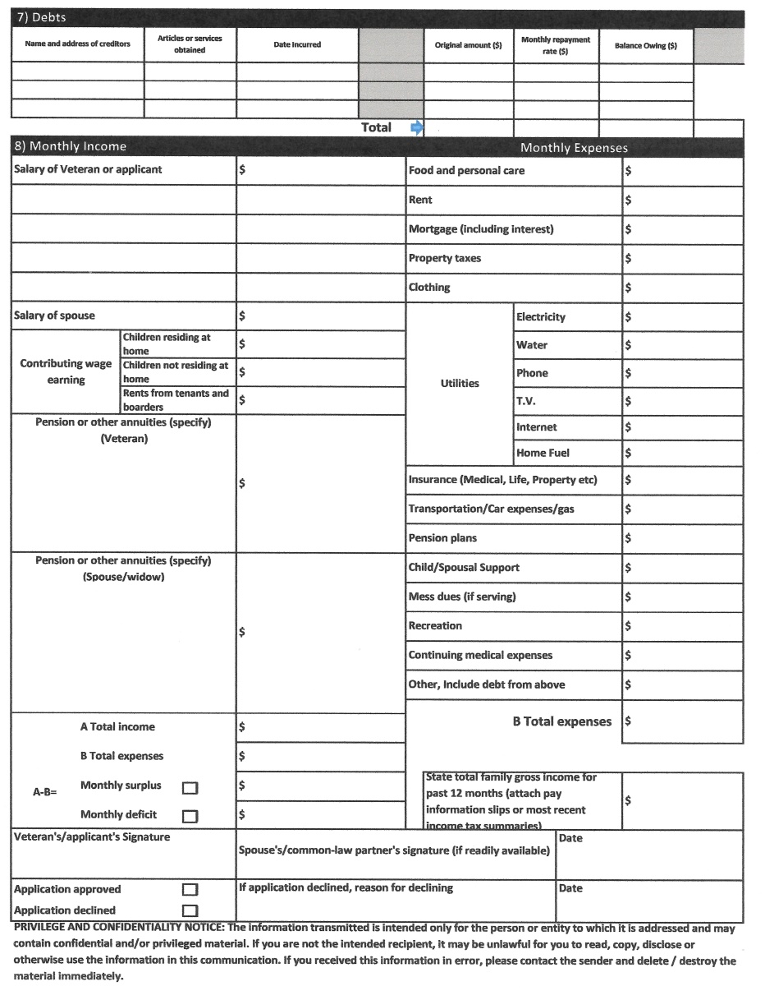 7) Debts
Name and address of creditors
Articles or services
obtained
Date Incurred
Original amount ($)
Monthly repayment
rate ($)
Balance Owing ($)
Total
8) Monthly Income
Monthly Expenses
Salary of Veteran or applicant
$
Food and personal care
$
Rent
$
Mortgage (including interest)
$
Property taxes
$
Clothing
$
Salary of spouse
$
Contributing wage
earning
Children residing at
home
$
Children not residing at
home
$
Rents from tenants and
boarders
$
Utilities
Electricity
$
Water
$
Phone
$
T.V.
$
Internet
$
Home Fuel
$
Pension or other annuities (specify)
(Veteran)
$
Insurance (Medical, Life, Property etc)
$
Transportation/Car expenses/gas
$
Pension plans
$
Pension or other annuities (specify)
(Spouse/widow)
$
Child/Spousal Support
$
Mess dues (if serving)
$
Recreation
$
Continuing medical expenses
$
Other, Include debt from above
$
A Total income
$
B Total expenses
$
B Total expenses
$
A-B=
Monthly surplus
$
Monthly deficit
$
State total family gross income for
past 12 months (attach pay
information slips or most recent
income tax summaries)
$
Veteran's/applicant's Signature
Spouse's/common-law partner's signature (if readily available)
Date
Application approved
Application declined
If application declined, reason for declining
Date
PRIVILEGE AND CONFIDENTIALITY NOTICE: The information transmitted is intended only for the person or entity to which it is addressed and may
contain confidential and/or privileged material. If you are not the intended recipient, it may be unlawful for you to read, copy, disclose or
otherwise use the information in this communication. If you received this information in error, please contact the sender and delete / destroy the
material immediately.